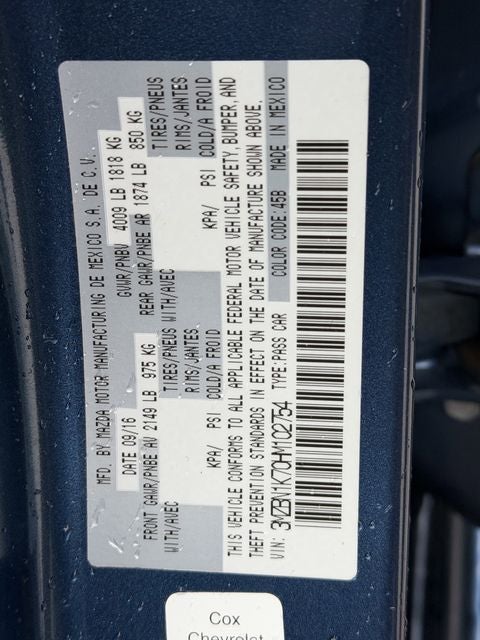 MFD. BY MAZDA MOTOR MANUFACTURING DE MEXICO S.A. DE C.V.
DATE 09/16 GVWR/PNBV 4009 LB 1818 KG
FRONT GAWR/PNBE AV 2149 LB 975 KG REAR GAWR/PNBE AR 1874 LB 850 KG
WITH/AVEC TIRES/PNEUS WITH/AVEC TIRES/PNEUS
RIMS/JANTES RIMS/JANTES
KPA/ PSI COLD/A FROID KPA/ PSI COLD/A FROID
THIS VEHICLE CONFORMS TO ALL APPLICABLE FEDERAL MOTOR VEHICLE SAFETY, BUMPER, AND
THEFT PREVENTION STANDARDS IN EFFECT ON THE DATE OF MANUFACTURE SHOWN ABOVE.
VIN: 3MZBN1K70HM102754 TYPE:PASS CAR COLOR CODE:45B MADE IN MEXICO
Cox
Chevrolet